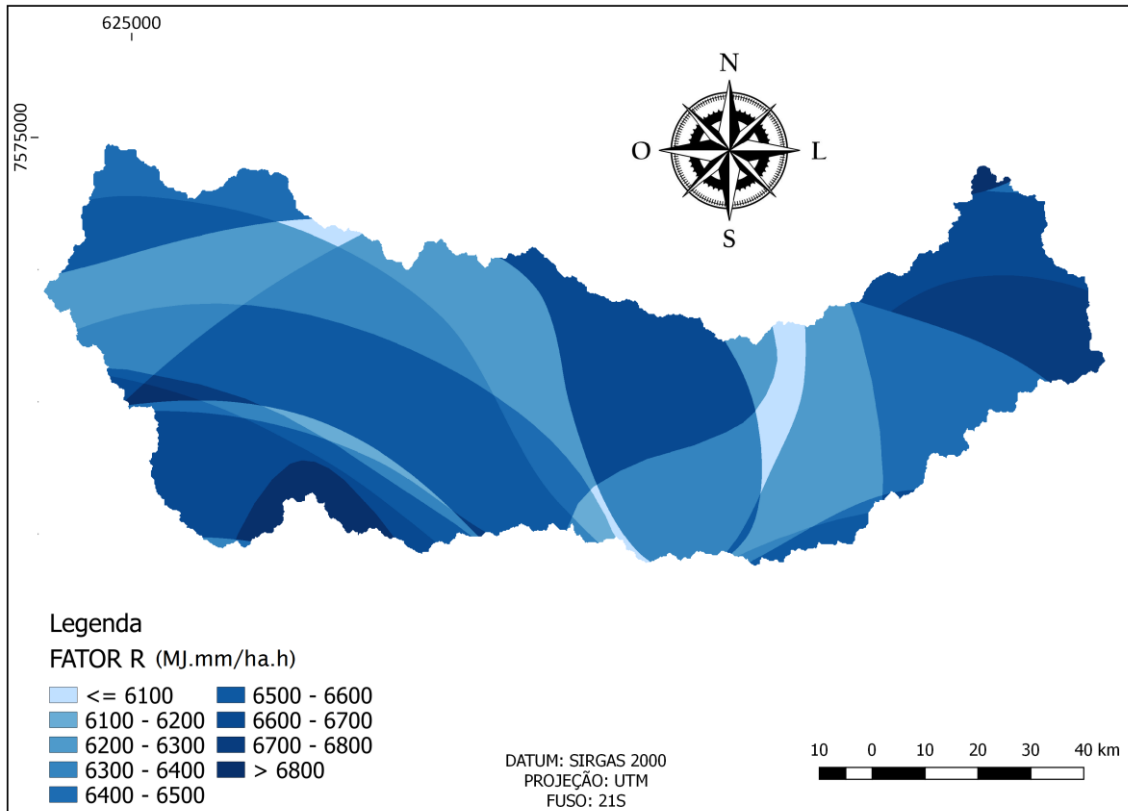 625000
7575000
N
O
L
S
Legenda
FATOR R (MJ.mm/ha.h)
<= 6100
6100 - 6200
6200 - 6300
6300 - 6400
6400 - 6500
6500 - 6600
6600 - 6700
6700 - 6800
> 6800
DATUM: SIRGAS 2000
PROJEÇÃO: UTM
FUSO: 21S
10 0 10 20 30 40 km